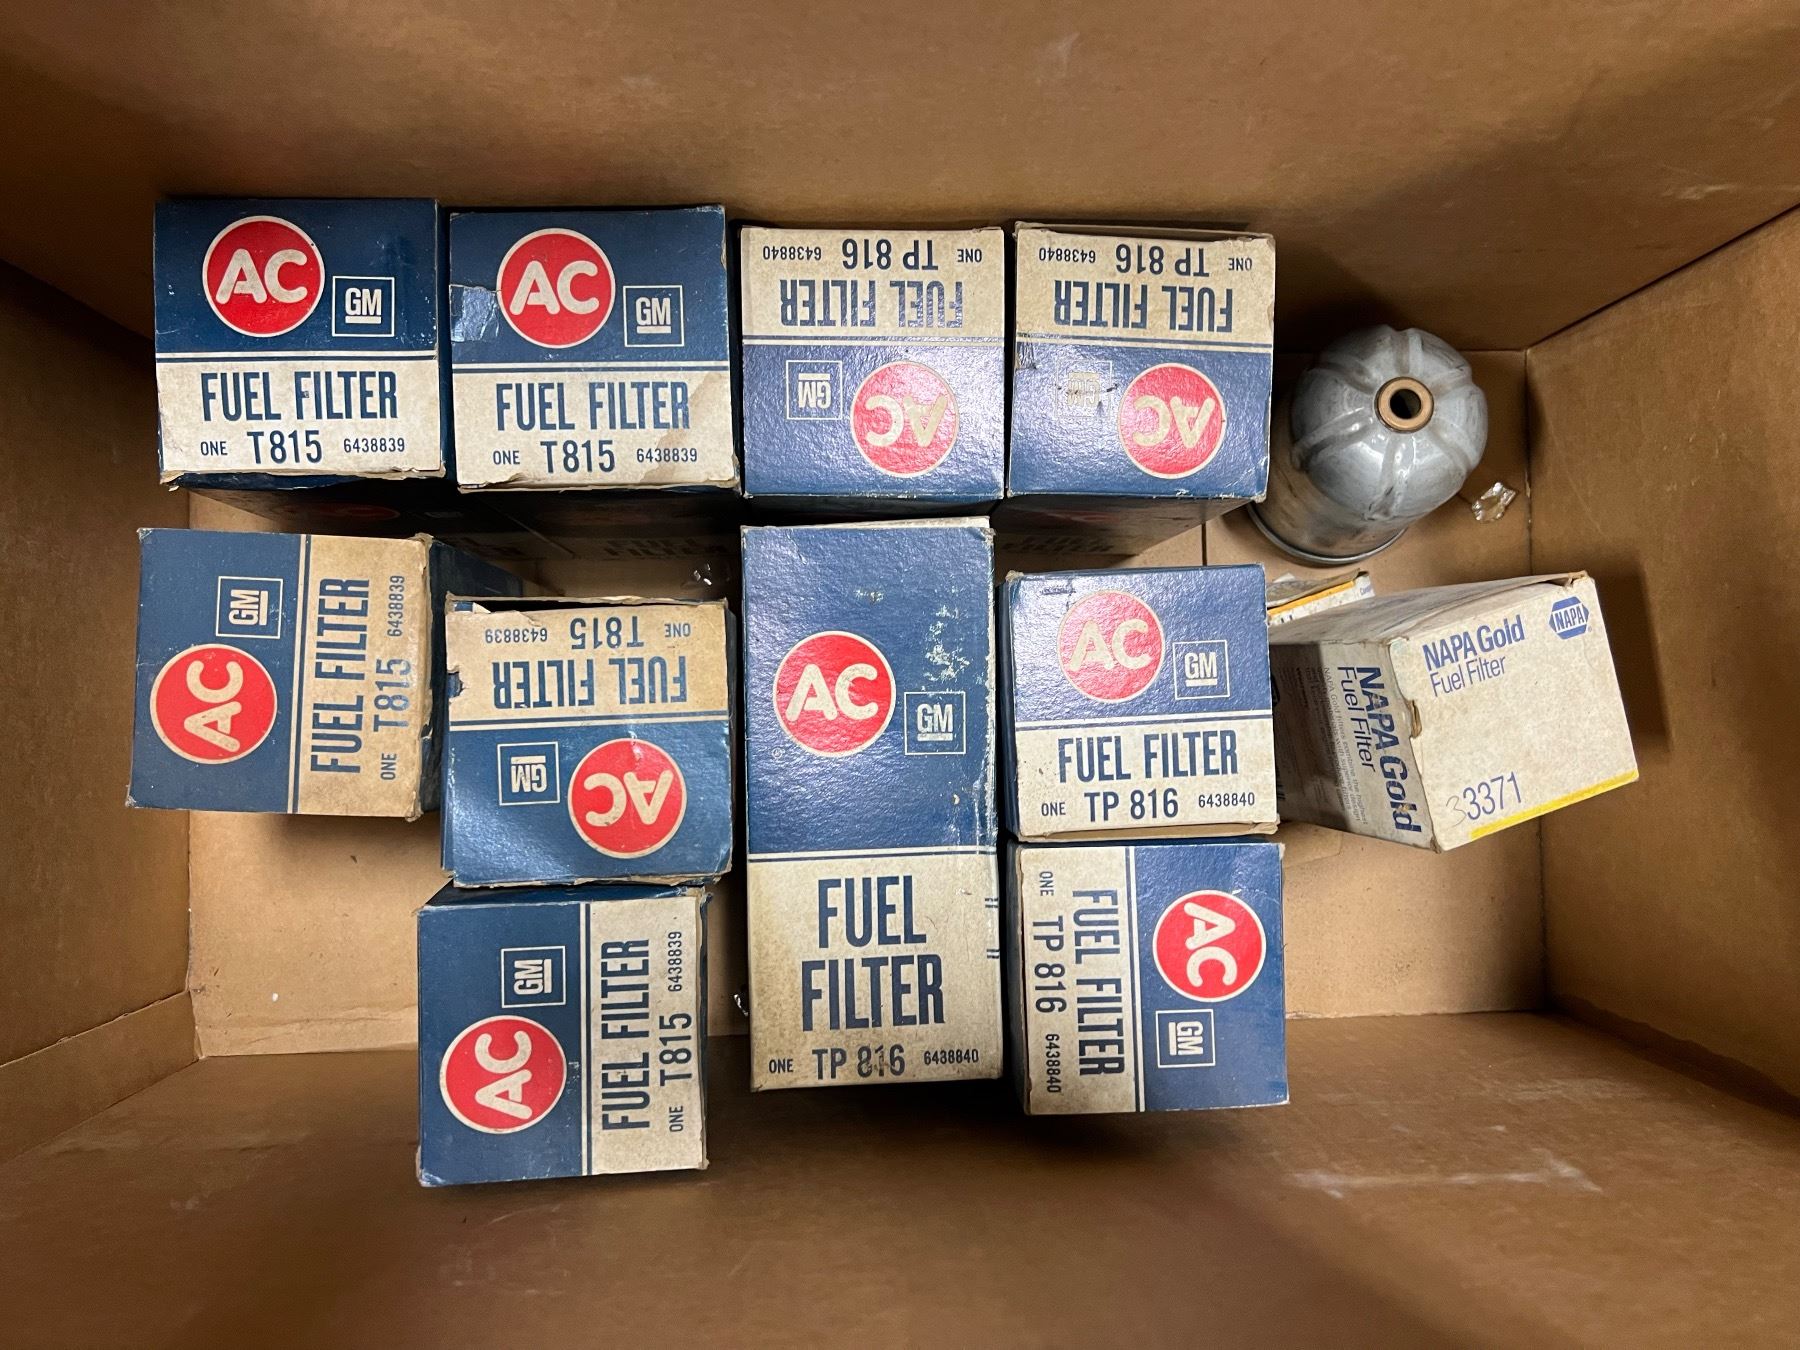 AC
GM
FUEL FILTER
ONE T815 6438839
AC
GM
FUEL FILTER
ONE T815 6438839
ONE TP 816 6438840
FUEL FILTER
GM
AC
ONE TP 816 6438840
FUEL FILTER
GM
AC
GM
AC
FUEL FILTER
ONE T815 6438839
ONE T815 6438839
FUEL FILTER
GM
AC
AC
GM
FUEL
FILTER
ONE TP 816 6438840
AC
GM
FUEL FILTER
ONE TP 816 6438840
NAPA
NAPA Gold
Fuel Filter
33371
NAPA Gold
Fuel Filter
GM
AC
FUEL FILTER
ONE T815 6438839
AC
GM
FUEL FILTER
ONE TP 816 6438840